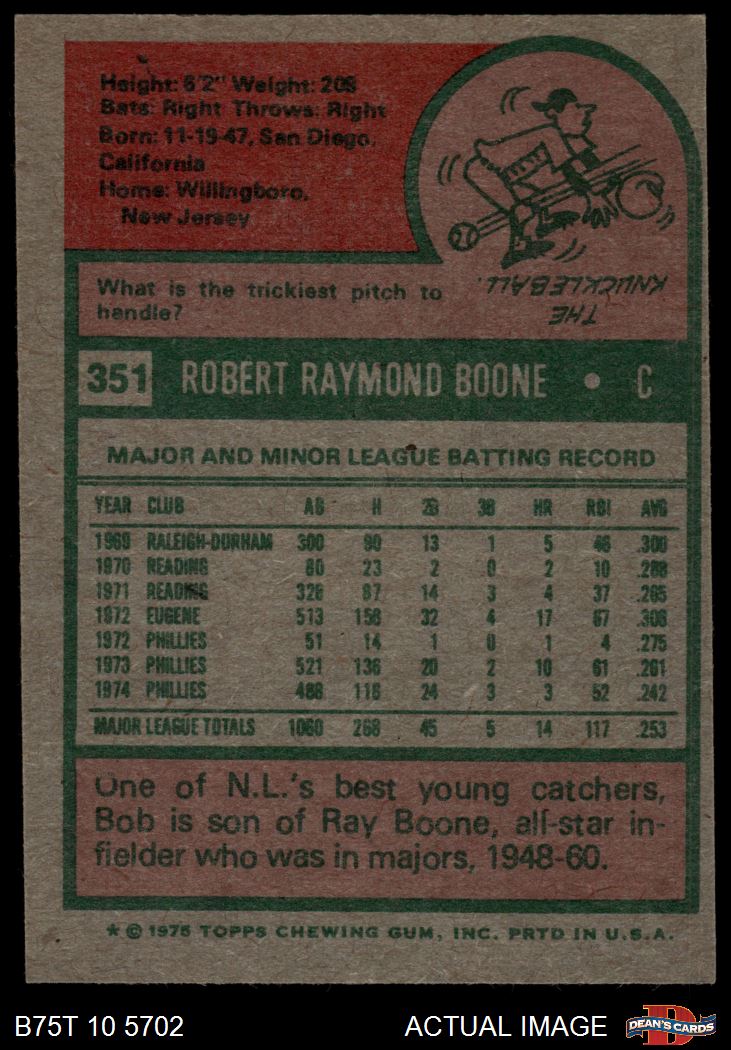 Height: 6'2" Weight: 205
Bats: Right Throws: Right
Born: 11-19-47, San Diego,
California
Home: Willingboro,
New Jersey
What is the trickiest pitch to
handle?
THE
KNUCKLEBALL.
351 ROBERT RAYMOND BOONE • C
MAJOR AND MINOR LEAGUE BATTING RECORD
YEAR CLUB AB H 2B 3B HR RBI AVG
1969 RALEIGH-DURHAM 300 90 13 1 5 46 .300
1970 READING 80 23 2 0 2 10 .288
1971 READING 328 87 14 3 4 37 .265
1972 EUGENE 513 158 32 4 17 67 .308
1972 PHILLIES 51 14 1 0 1 4 .275
1973 PHILLIES 521 136 20 2 10 61 .261
1974 PHILLIES 488 118 24 3 3 52 .242
MAJOR LEAGUE TOTALS 1060 268 45 5 14 117 .253
One of N.L.'s best young catchers,
Bob is son of Ray Boone, all-star in-
fielder who was in majors, 1948-60.
* © 1975 TOPPS CHEWING GUM, INC. PRTD IN U.S.A.
B75T 10 5702 ACTUAL IMAGE DEAN'S CARDS